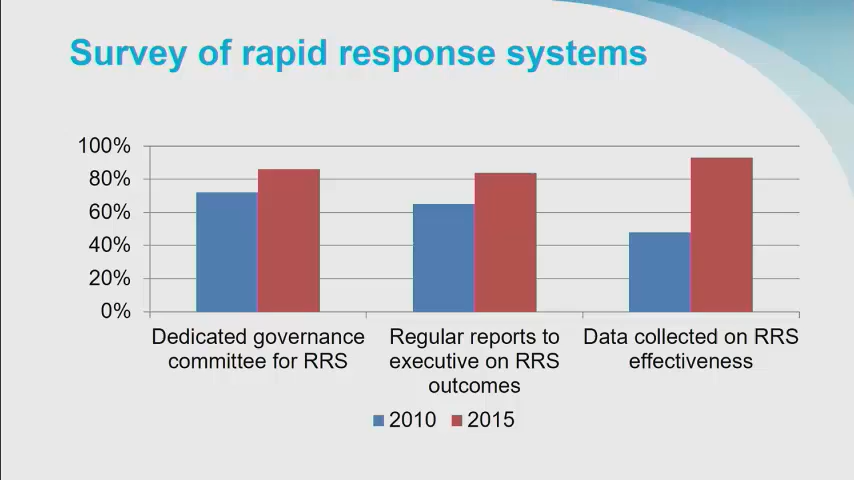 Survey of rapid response systems
100%
80%
60%
40%
20%
0%
Dedicated governance
committee for RRS
Regular reports to
executive on RRS
outcomes
Data collected on RRS
effectiveness
2010 2015